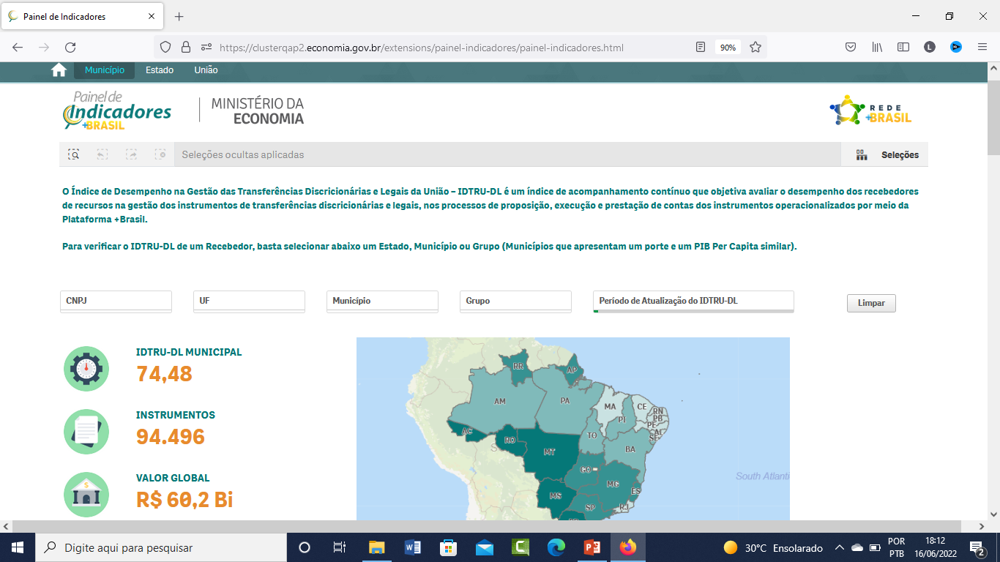 Painel de Indicadores
https://clusterqap2.economia.gov.br/extensions/painel-indicadores/painel-indicadores.html
90%
L
Município
Estado
União
Painel de
Indicadores
+BRASIL
MINISTÉRIO DA
ECONOMIA
REDE
+BRASIL
Seleções ocultas aplicadas
Seleções
O Índice de Desempenho na Gestão das Transferências Discricionárias e Legais da União – IDTRU-DL é um índice de acompanhamento contínuo que objetiva avaliar o desempenho dos recebedores
de recursos na gestão dos instrumentos de transferências discricionárias e legais, nos processos de proposição, execução e prestação de contas dos instrumentos operacionalizados por meio da
Plataforma +Brasil.
Para verificar o IDTRU-DL de um Recebedor, basta selecionar abaixo um Estado, Município ou Grupo (Municípios que apresentam um porte e um PIB Per Capita similar).
CNPJ
UF
Município
Grupo
Período de Atualização do IDTRU-DL
Limpar
IDTRU-DL MUNICIPAL
74,48
INSTRUMENTOS
94.496
VALOR GLOBAL
R$ 60,2 Bi
RR
AP
AM
PA
MA
CE
RN
PB
PI
PE
AL
SE
AC
RO
TO
BA
MT
GO
MG
ES
MS
SP
RJ
South Atlanti
Digite aqui para pesquisar
30°C Ensolarado
POR
PTB
18:12
16/06/2022
2